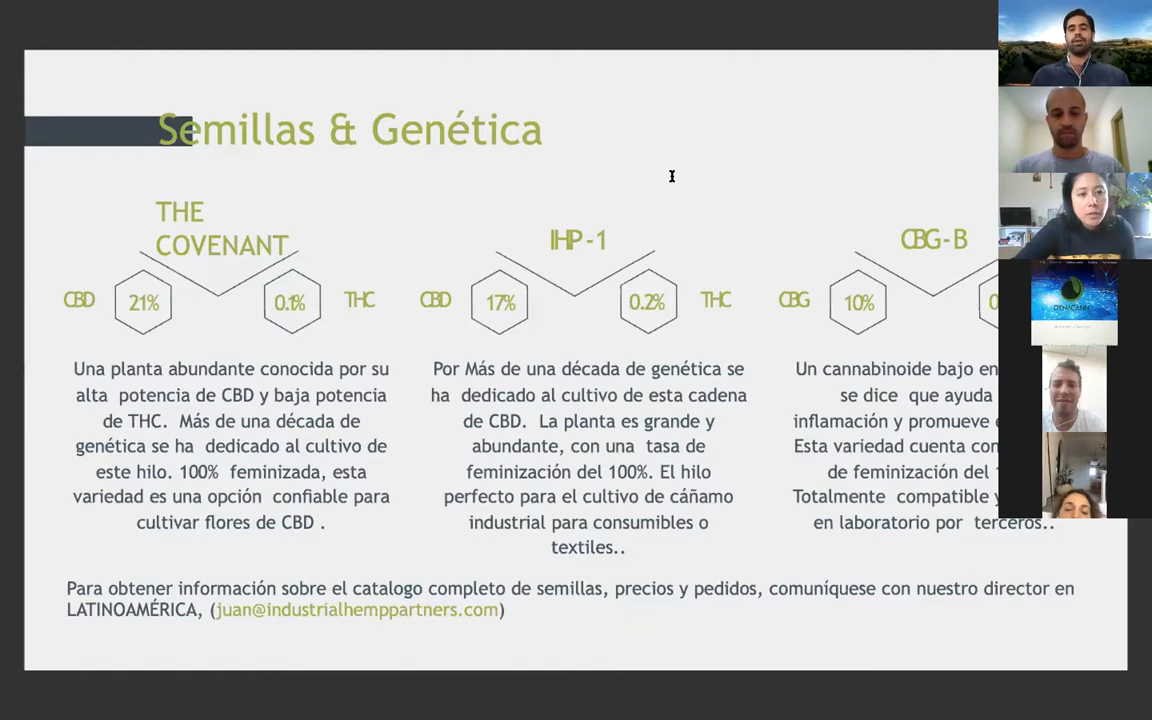 Semillas & Genética
THE
COVENANT
CBD 21% 0.1% THC
Una planta abundante conocida por su
alta potencia de CBD y baja potencia
de THC. Más de una década de
genética se ha dedicado al cultivo de
este hilo. 100% feminizada, esta
variedad es una opción confiable para
cultivar flores de CBD .
IHP-1
CBD 17% 0.2% THC
Por Más de una década de genética se
ha dedicado al cultivo de esta cadena
de CBD. La planta es grande y
abundante, con una tasa de
feminización del 100%. El hilo
perfecto para el cultivo de cáñamo
industrial para consumibles o
textiles..
CBG-B
CBG 10%
Un cannabinoide bajo en
se dice que ayuda
inflamación y promueve
Esta variedad cuenta con
de feminización del
Totalmente compatible y
en laboratorio por terceros..
Para obtener información sobre el catalogo completo de semillas, precios y pedidos, comuníquese con nuestro director en
LATINOAMÉRICA, (juan@industrialhemppartners.com)
DYNACANN